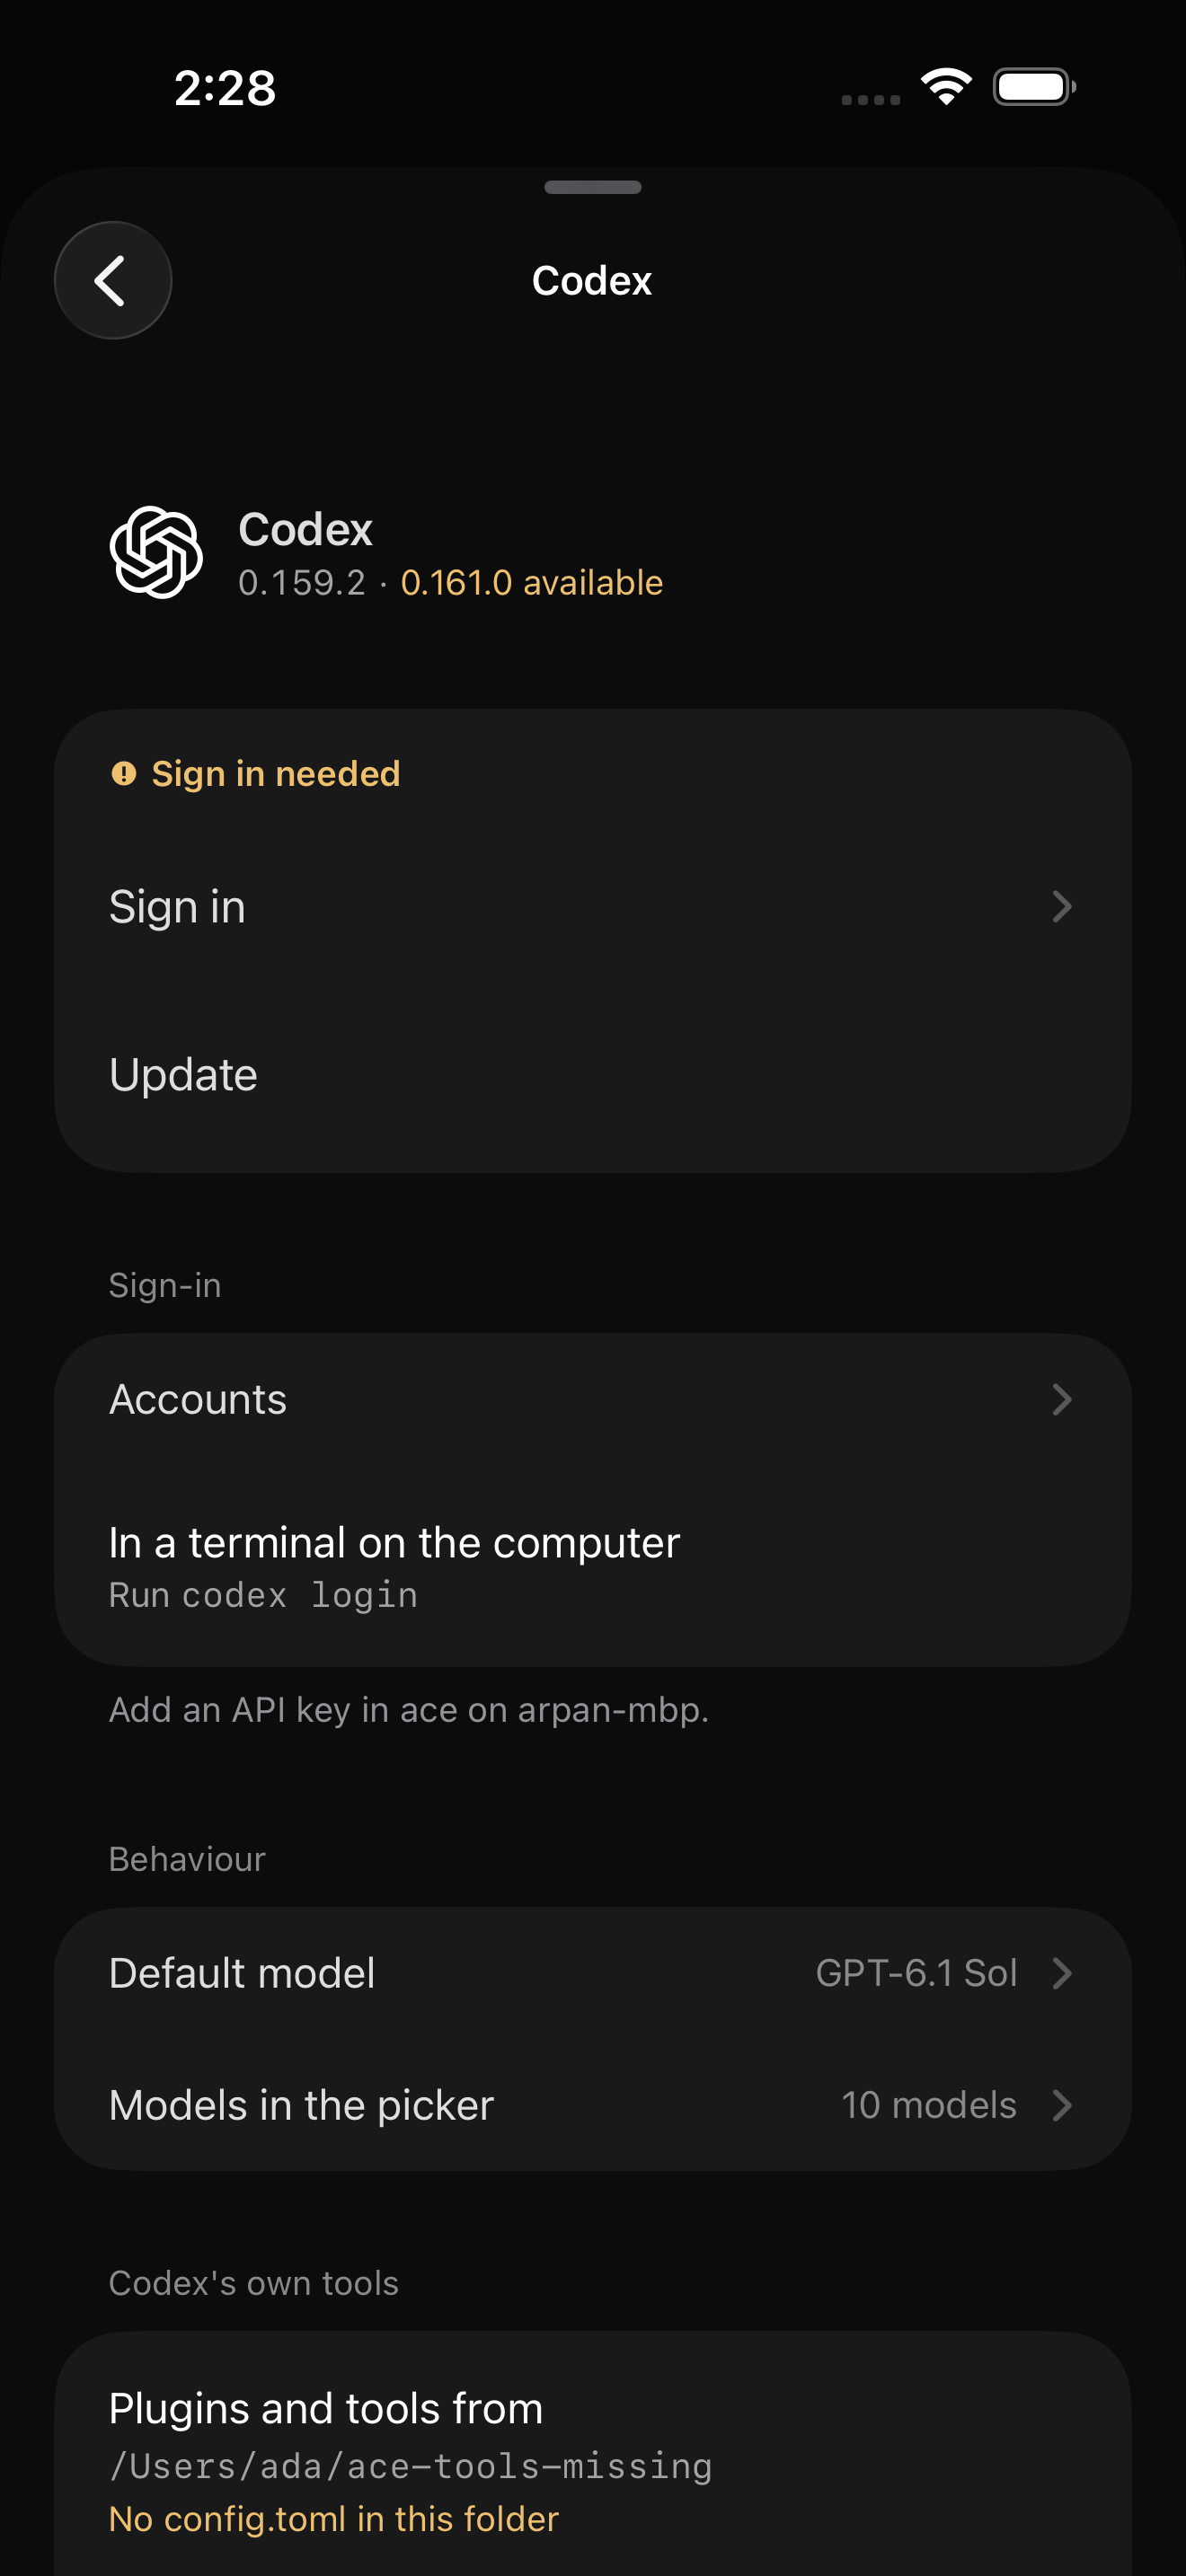 2:28
Codex
Codex
0.159.2 · 0.161.0 available
Sign in needed
Sign in
Update
Sign-in
Accounts
In a terminal on the computer
Run codex login
Add an API key in ace on arpan-mbp.
Behaviour
Default model GPT-6.1 Sol
Models in the picker 10 models
Codex's own tools
Plugins and tools from
/Users/ada/ace-tools-missing
No config.toml in this folder